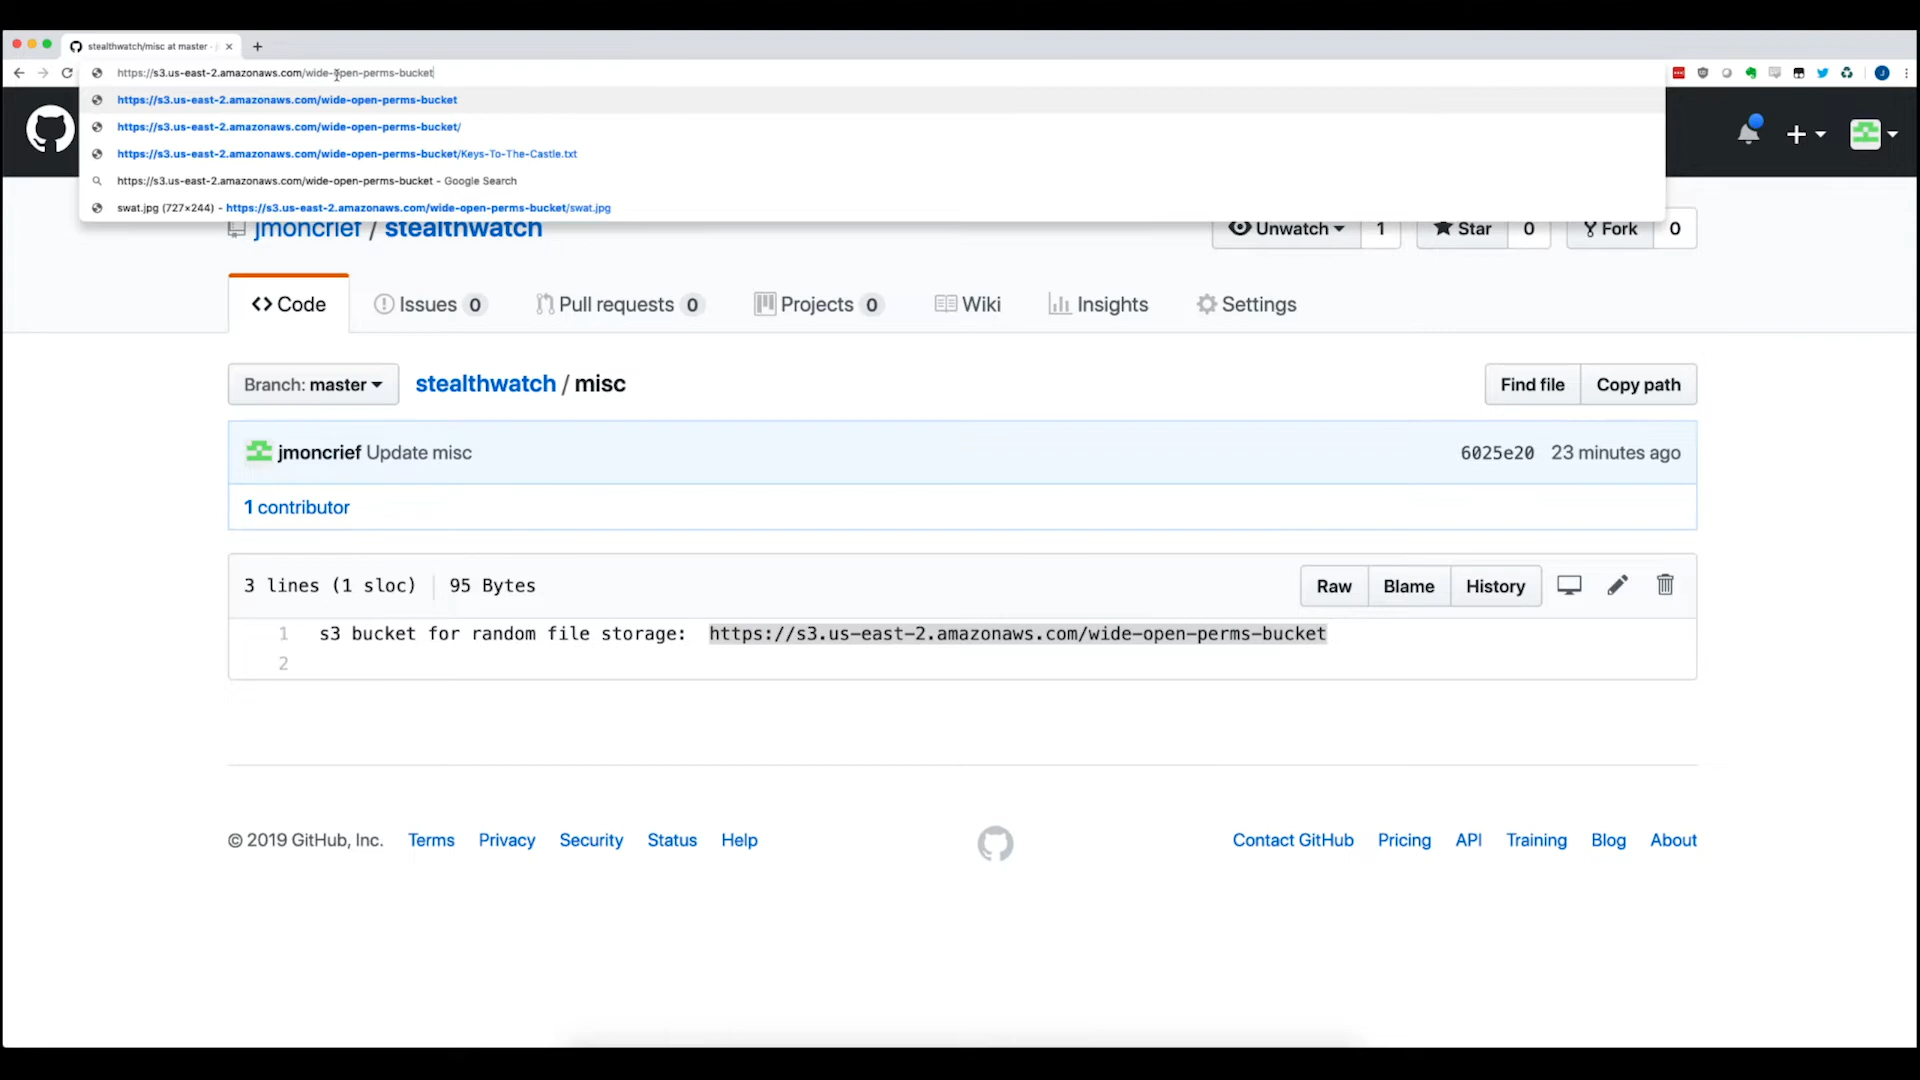 stealthwatch/misc at master · j
https://s3.us-east-2.amazonaws.com/wide-open-perms-bucket
https://s3.us-east-2.amazonaws.com/wide-open-perms-bucket
https://s3.us-east-2.amazonaws.com/wide-open-perms-bucket/
https://s3.us-east-2.amazonaws.com/wide-open-perms-bucket/Keys-To-The-Castle.txt
https://s3.us-east-2.amazonaws.com/wide-open-perms-bucket – Google Search
swat.jpg (727×244) – https://s3.us-east-2.amazonaws.com/wide-open-perms-bucket/swat.jpg
jmoncrief / stealthwatch
Unwatch 1 Star 0 Fork 0
Code Issues 0 Pull requests 0 Projects 0 Wiki Insights Settings
Branch: master stealthwatch / misc Find file Copy path
jmoncrief Update misc 6025e20 23 minutes ago
1 contributor
3 lines (1 sloc) 95 Bytes Raw Blame History
1 s3 bucket for random file storage: https://s3.us-east-2.amazonaws.com/wide-open-perms-bucket
2
© 2019 GitHub, Inc. Terms Privacy Security Status Help Contact GitHub Pricing API Training Blog About